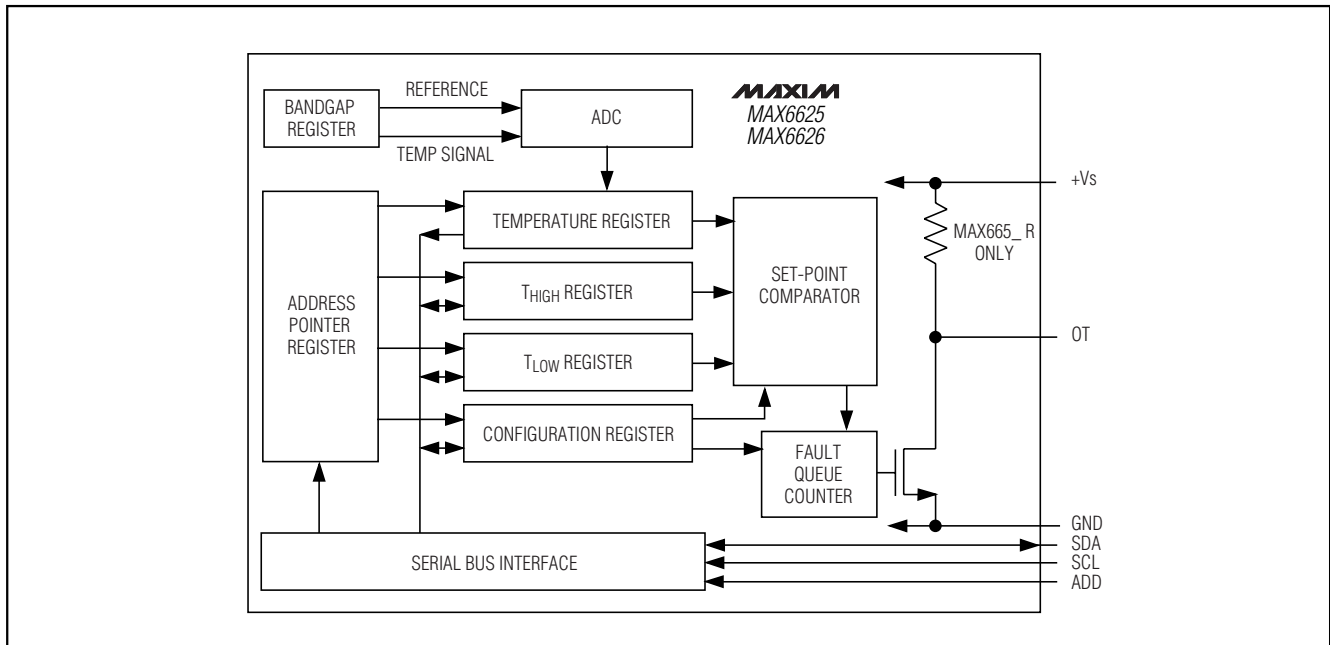 REFERENCE
BANDGAP
REGISTER
ADC
TEMP SIGNAL
MAXIM
MAX6625
MAX6626
+Vs
MAX665_ R
ONLY
TEMPERATURE REGISTER
SET-POINT
COMPARATOR
THIGH REGISTER
ADDRESS
POINTER
REGISTER
OT
TLOW REGISTER
CONFIGURATION REGISTER
FAULT
QUEUE
COUNTER
GND
SDA
SERIAL BUS INTERFACE
SCL
ADD